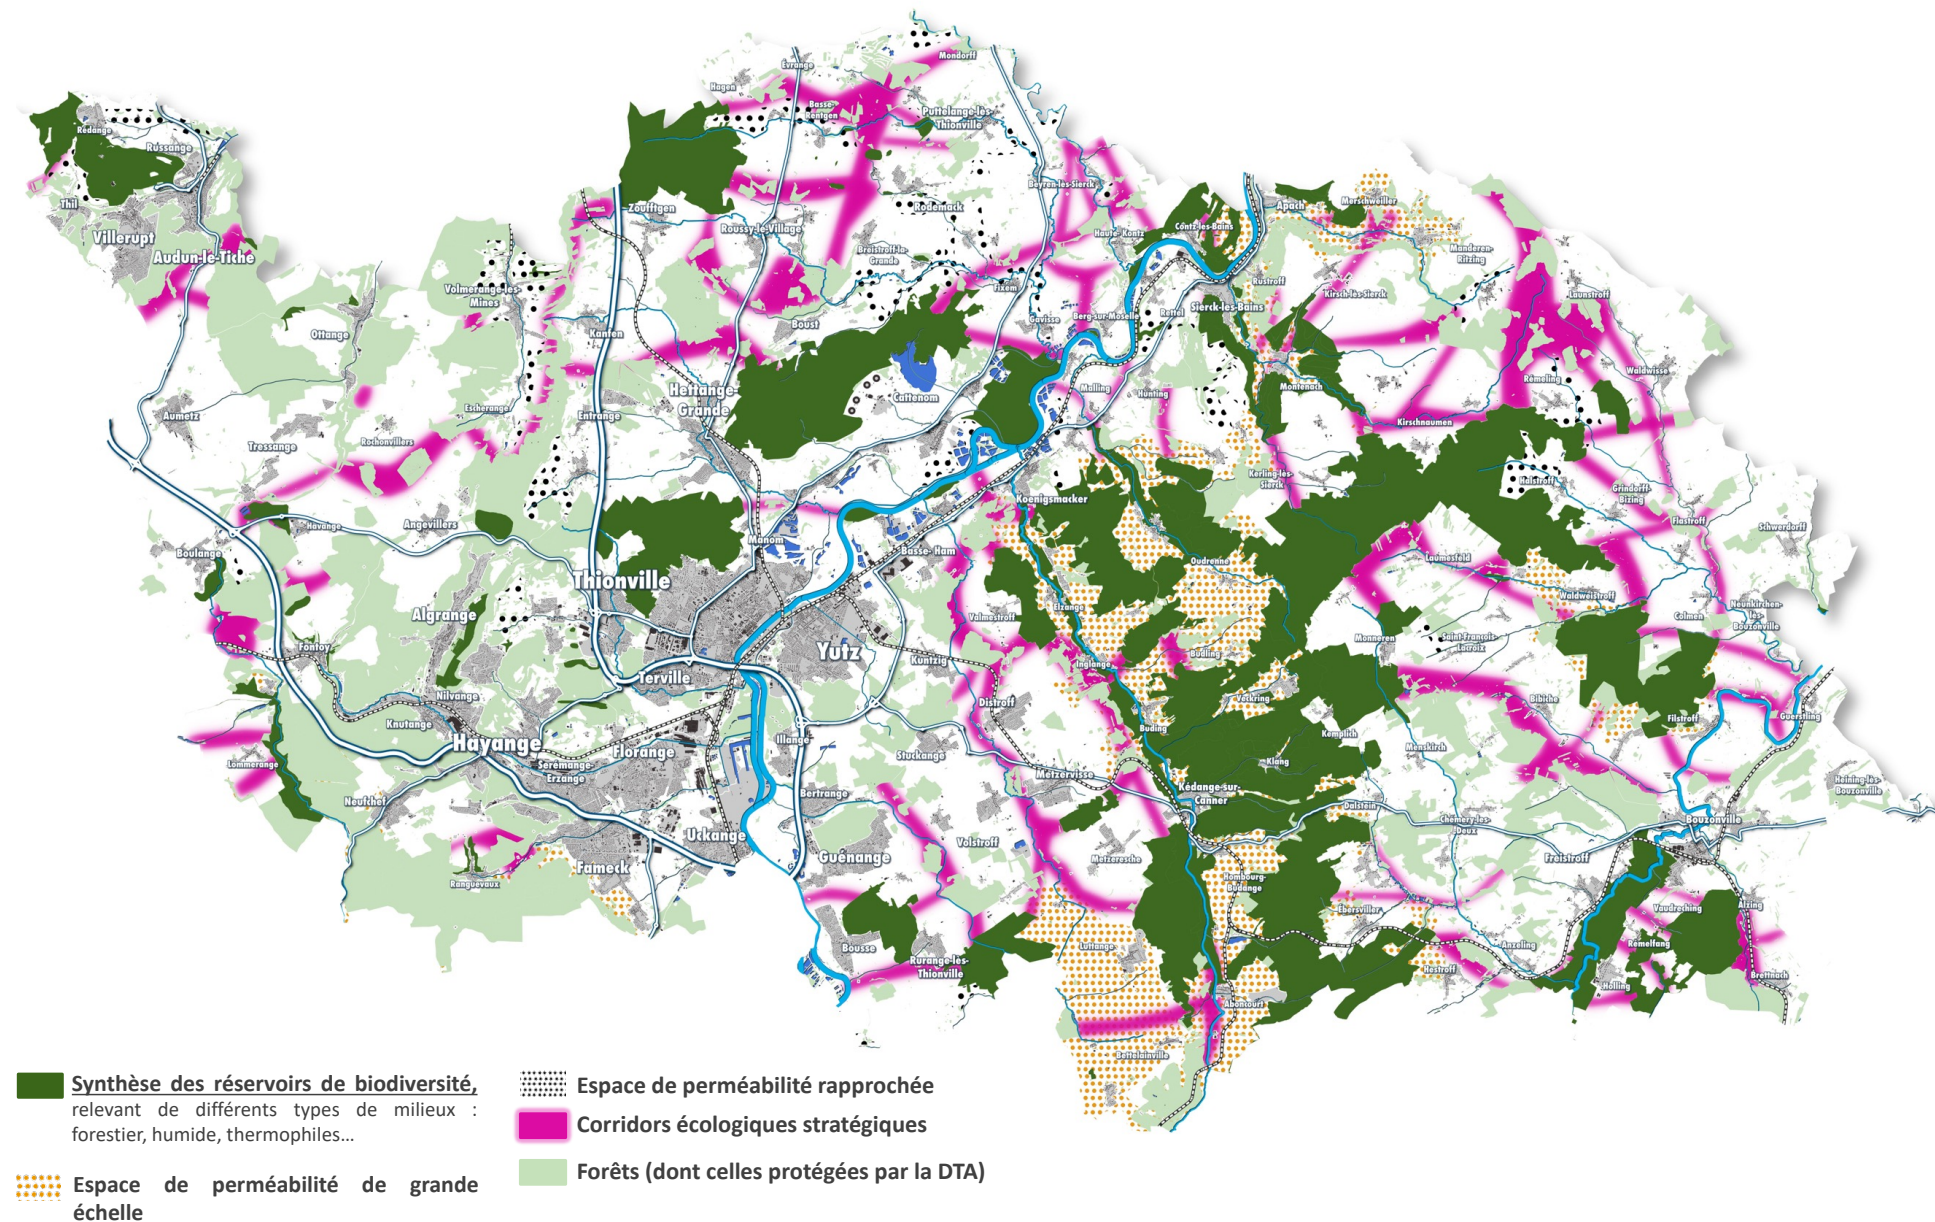 Mondorff
Évrange
Hagen
Basse-
Rentgen
Puttelange-lès-
Thionville
Rédange
Russange
Thil
Villerupt
Audun-le-Tiche
Zoufftgen
Roussy-le-Village
Rodemack
Beyren-lès-Sierck
Breistroff-la-
Grande
Fixem
Haute-Kontz
Contz-les-Bains
Apach
Merschweiller
Manderen-
Ritzing
Volmerange-les-
Mines
Ottange
Kanfen
Boust
Gavisse
Berg-sur-Moselle
Rettel
Sierck-les-Bains
Rustroff
Kirsch-lès-Sierck
Launstroff
Escherange
Entrange
Hettange-
Grande
Cattenom
Malling
Hunting
Montenach
Rémeling
Waldwisse
Kirschnaumen
Aumetz
Tressange
Rochonvillers
Kerling-lès-
Sierck
Halstroff
Grindorff-
Bizing
Flastroff
Schwerdorff
Boulange
Havange
Angevillers
Manom
Basse- Ham
Koenigsmacker
Oudrenne
Laumesfeld
Waldweistroff
Thionville
Algrange
Yutz
Valmestroff
Elzange
Colmen
Neunkirchen-
lès-
Bouzonville
Fontoy
Terville
Kuntzig
Inglange
Budling
Monneren
Saint-François-
Lacroix
Nilvange
Knutange
Distroff
Veckring
Bibiche
Filstroff
Guerstling
Hayange
Serémange-
Erzange
Florange
Illange
Stuckange
Buding
Kemplich
Menskirch
Lommerange
Neufchef
Bertrange
Metzervisse
Klang
Kédange-sur-
Canner
Dalstein
Chémery-les-
Deux
Heining-lès-
Bouzonville
Bouzonville
Uckange
Guénange
Volstroff
Metzeresche
Freistroff
Ranguevaux
Fameck
Hombourg-
Budange
Ébersviller
Vaudreching
Alzing
Bousse
Rurange-lès-
Thionville
Luttange
Hestroff
Anzeling
Rémelfang
Holling
Brettnach
Aboncourt
Bettelainville
Synthèse des réservoirs de biodiversité,
relevant de différents types de milieux :
forestier, humide, thermophiles...
Espace de perméabilité de grande
échelle
Espace de perméabilité rapprochée
Corridors écologiques stratégiques
Forêts (dont celles protégées par la DTA)